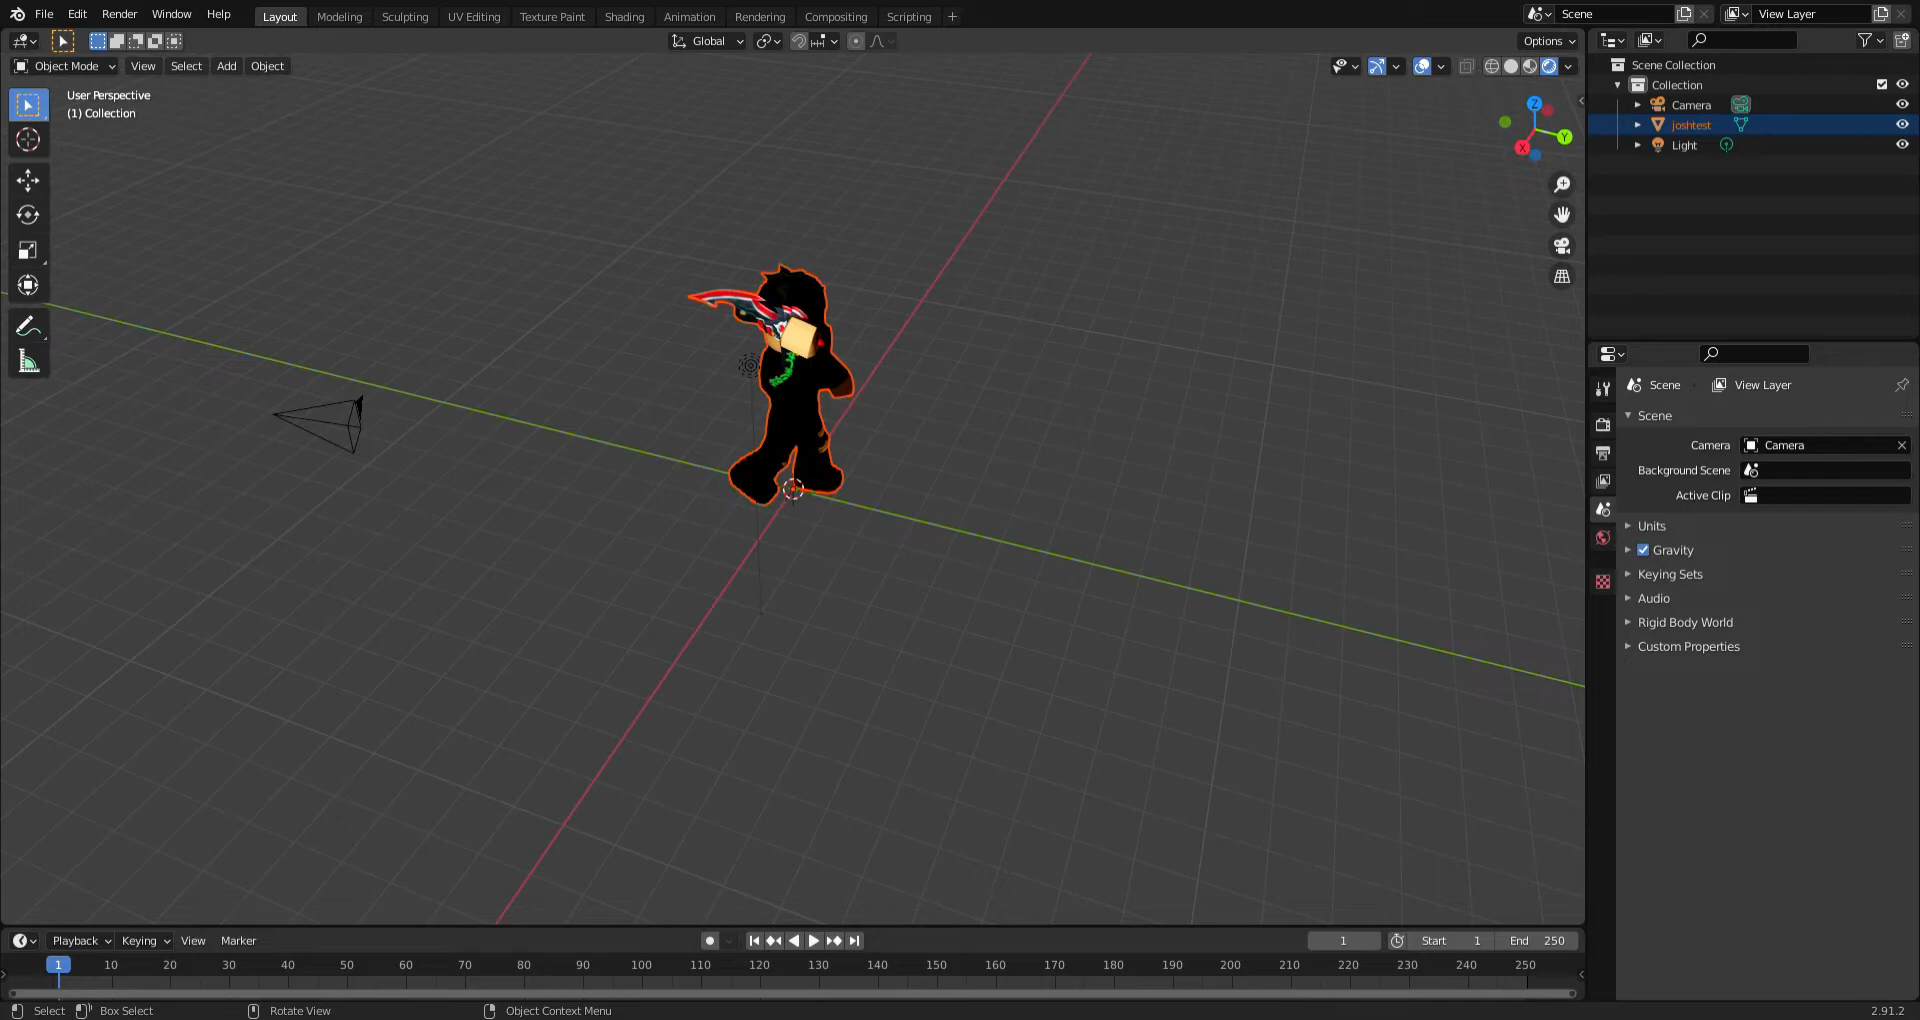 File Edit Render Window Help Layout Modeling Sculpting UV Editing Texture Paint Shading Animation Rendering Compositing Scripting + Scene View Layer
Global Options
Object Mode View Select Add Object
User Perspective
(1) Collection
Z
Y
X
Scene Collection
Collection
Camera
joshtest
Light
Scene View Layer
Scene
Camera Camera
Background Scene
Active Clip
Units
Gravity
Keying Sets
Audio
Rigid Body World
Custom Properties
Playback Keying View Marker 1 Start 1 End 250
1 10 20 30 40 50 60 70 80 90 100 110 120 130 140 150 160 170 180 190 200 210 220 230 240 250
Select Box Select Rotate View Object Context Menu 2.91.2